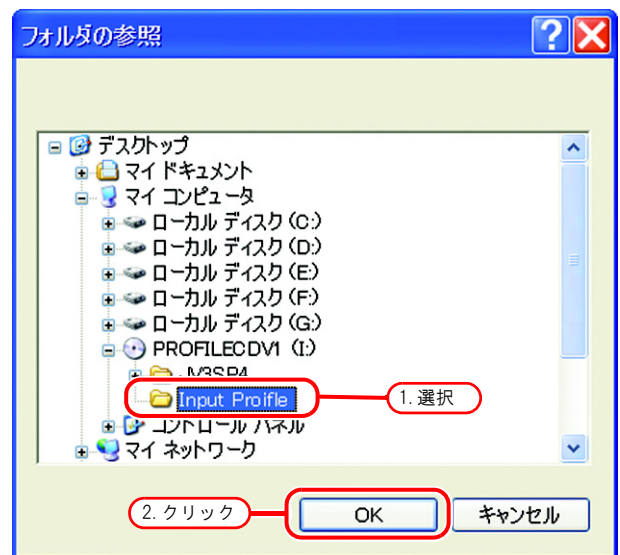 フォルダの参照
デスクトップ
マイ ドキュメント
マイ コンピュータ
ローカル ディスク (C:)
ローカル ディスク (D:)
ローカル ディスク (E:)
ローカル ディスク (F:)
ローカル ディスク (G:)
PROFILECDV1 (I:)
JV3SP4
Input Proifle
1. 選択
コントロール パネル
マイ ネットワーク
2. クリック
OK
キャンセル